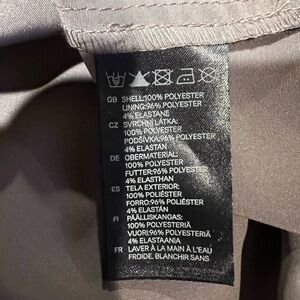 GB SHELL:100% POLYESTER
LINING:96% POLYESTER
4% ELASTANE
CZ SVRCHNÍ LÁTKA:
100% POLYESTER
PODŠÍVKA:96% POLYESTER
4% ELASTAN
DE OBERMATERIAL:
100% POLYESTER
FUTTER:96% POLYESTER
4% ELASTHAN
ES TELA EXTERIOR:
100% POLIÉSTER
FORRO:96% POLIÉSTER
4% ELASTÁN
FI PÄÄLLISKANGAS:
100% POLYESTERIÄ
VUORI:96% POLYESTERIÄ
4% ELASTAANIA
FR LAVER À LA MAIN À L'EAU
FROIDE, BLANCHIR SANS